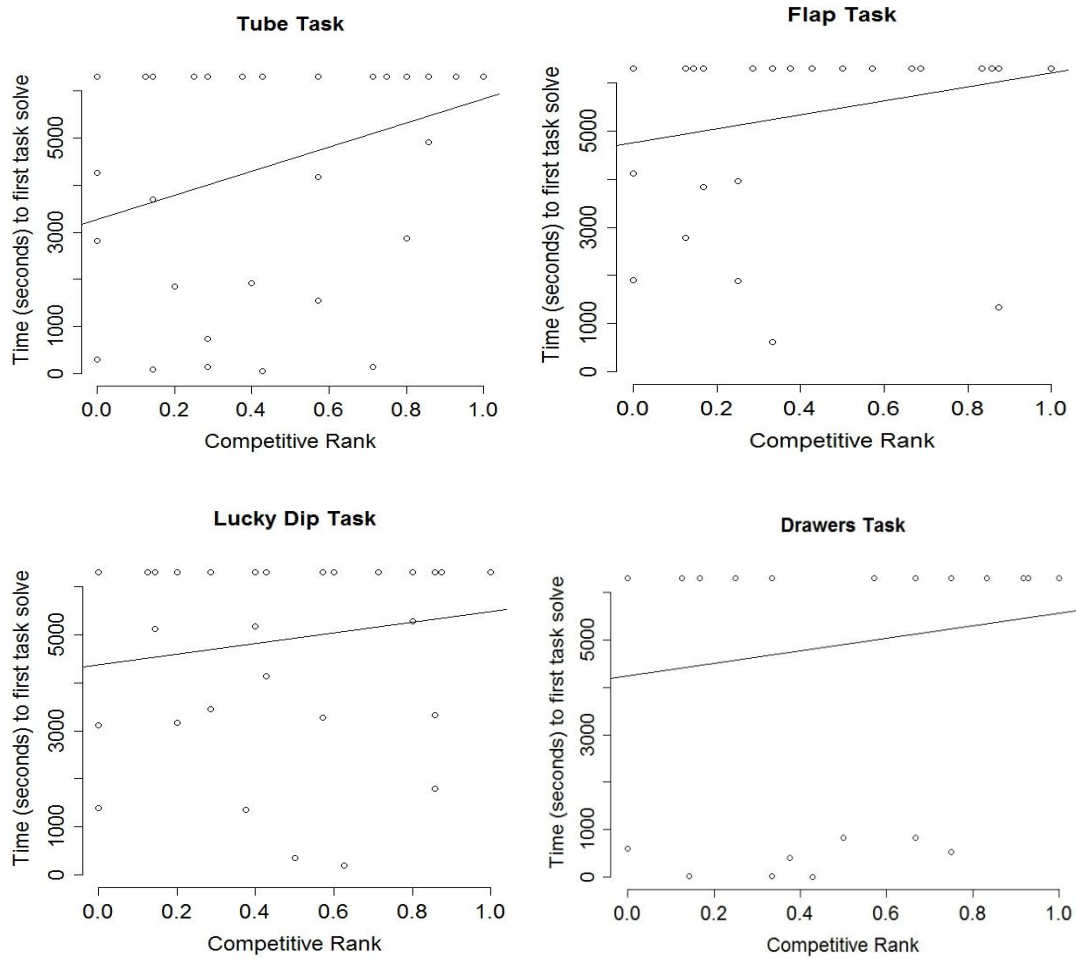 Tube Task
Time (seconds) to first task solve
5000
3000
1000
0
0.0 0.2 0.4 0.6 0.8 1.0
Competitive Rank
Flap Task
Time (seconds) to first task solve
5000
3000
1000
0
0.0 0.2 0.4 0.6 0.8 1.0
Competitive Rank
Lucky Dip Task
Time (seconds) to first task solve
5000
3000
1000
0
0.0 0.2 0.4 0.6 0.8 1.0
Competitive Rank
Drawers Task
Time (seconds) to first task solve
5000
3000
1000
0
0.0 0.2 0.4 0.6 0.8 1.0
Competitive Rank